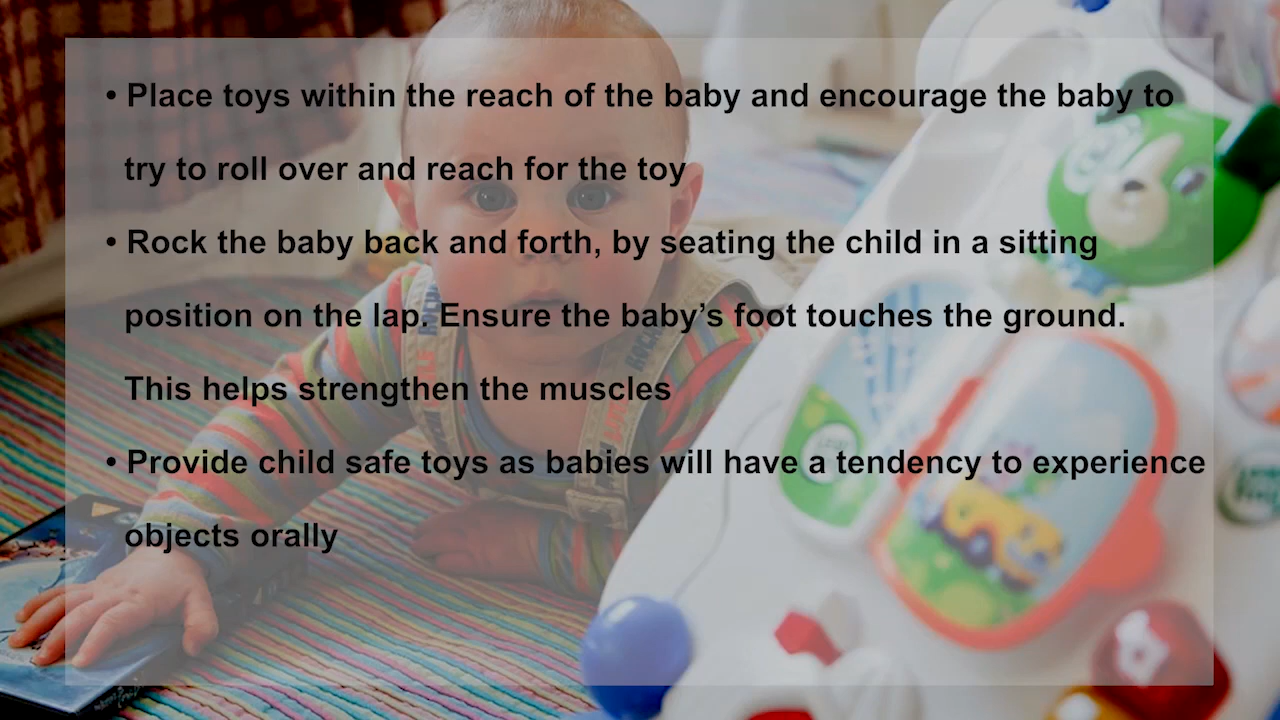 • Place toys within the reach of the baby and encourage the baby to
try to roll over and reach for the toy
• Rock the baby back and forth, by seating the child in a sitting
position on the lap. Ensure the baby’s foot touches the ground.
This helps strengthen the muscles
• Provide child safe toys as babies will have a tendency to experience
objects orally